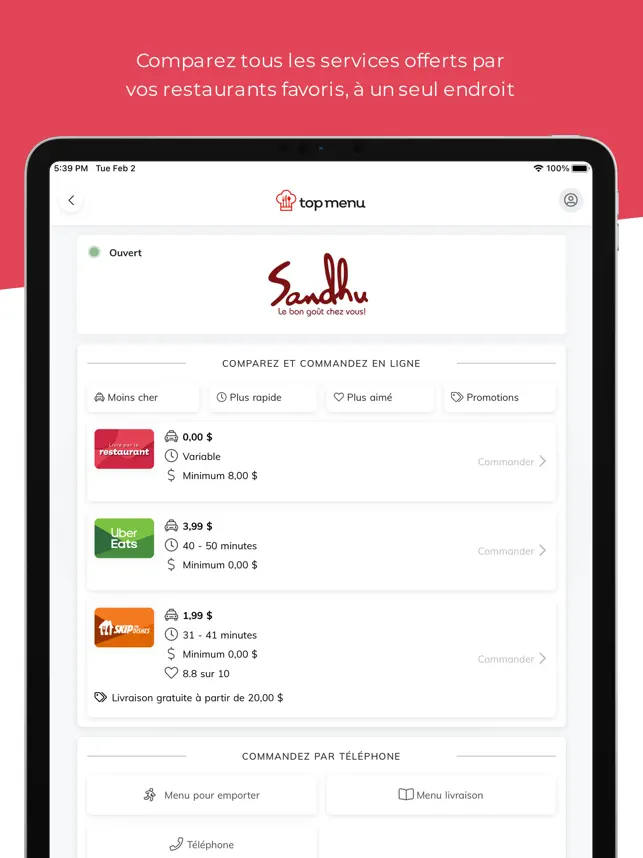 Comparez tous les services offerts par
vos restaurants favoris, à un seul endroit
5:39 PM Tue Feb 2
100%
top menu
Ouvert
Sandhu
Le bon goût chez vous!
COMPAREZ ET COMMANDEZ EN LIGNE
Moins cher
Plus rapide
Plus aimé
Promotions
Livré par le
restaurant
0,00 $
Variable
Minimum 8,00 $
Commander
Uber
Eats
3,99 $
40 - 50 minutes
Minimum 0,00 $
Commander
SKIP THE
DISHES
1,99 $
31 - 41 minutes
Minimum 0,00 $
8.8 sur 10
Commander
Livraison gratuite à partir de 20,00 $
COMMANDEZ PAR TÉLÉPHONE
Menu pour emporter
Menu livraison
Téléphone